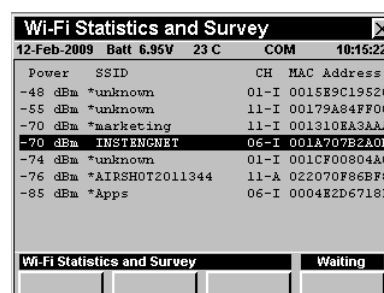 Wi-Fi Statistics and Survey
12-Feb-2009 Batt 6.95V 23 C COM 10:15:22
Power SSID CH MAC Address
-48 dBm *unknown 01-I 0015E9C1952
-55 dBm *unknown 11-I 00179A84FF0
-70 dBm *marketing 11-I 001310EA3AA
-70 dBm INSTENGNET 06-I 001A707B2A0
-74 dBm *unknown 01-I 001CF00804A
-76 dBm *AIRSHOT2011344 11-A 022070F86BF
-85 dBm *Apps 06-I 0004E2D6718
Wi-Fi Statistics and Survey Waiting